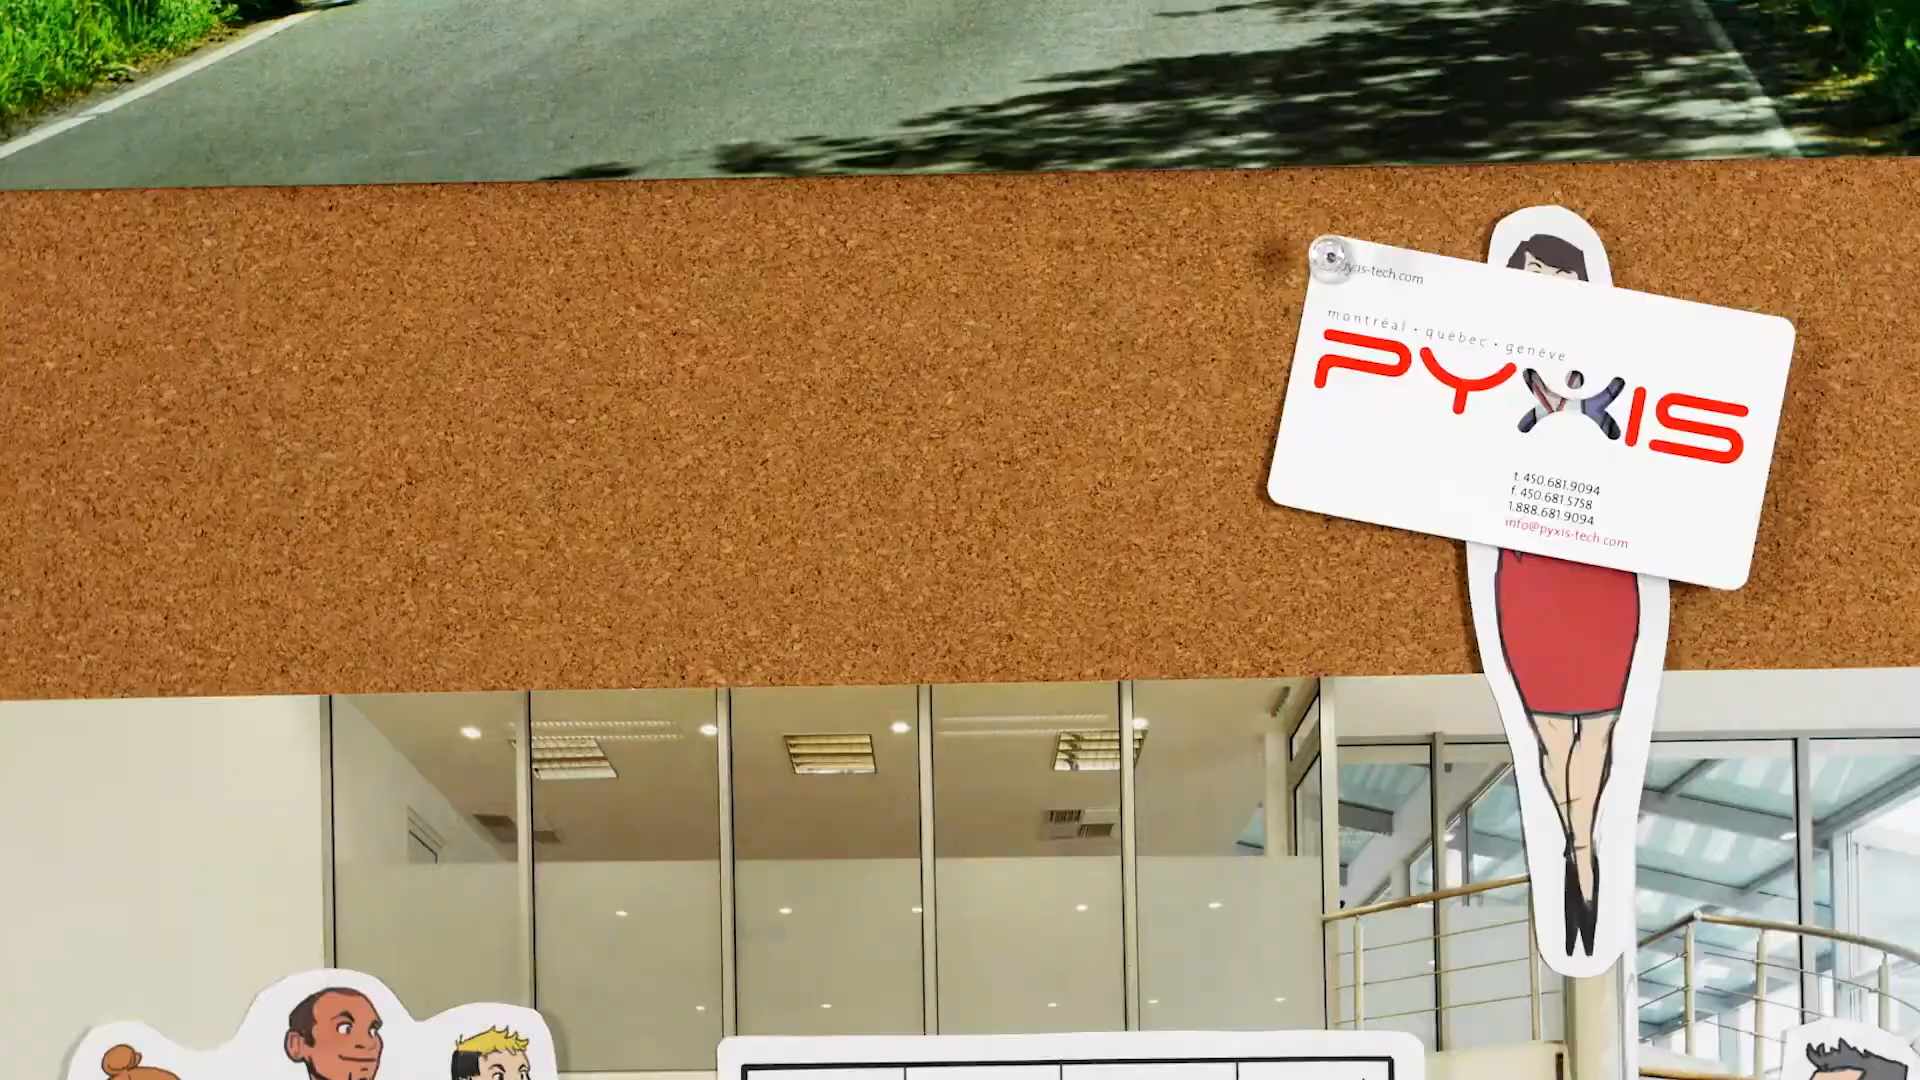 pyxis-tech.com
montréal · québec · genève
PYXIS
t. 450.681.9094
f. 450.681.5758
1.888.681.9094
info@pyxis-tech.com